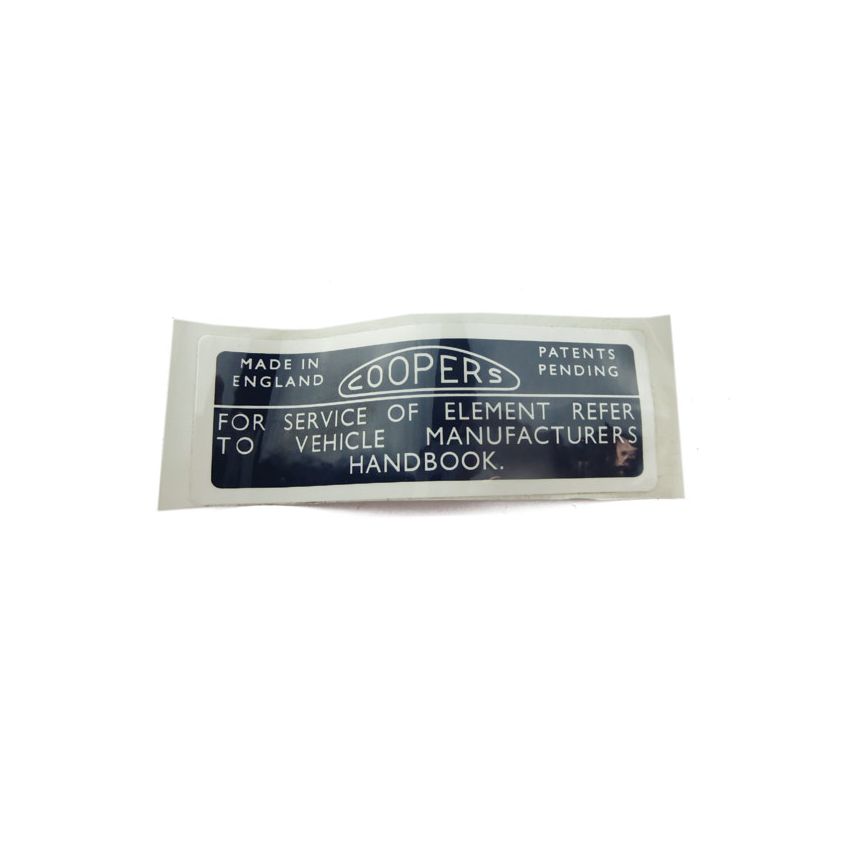 MADE IN
ENGLAND
COOPERS
PATENTS
PENDING
FOR SERVICE OF ELEMENT REFER
TO VEHICLE MANUFACTURERS
HANDBOOK.